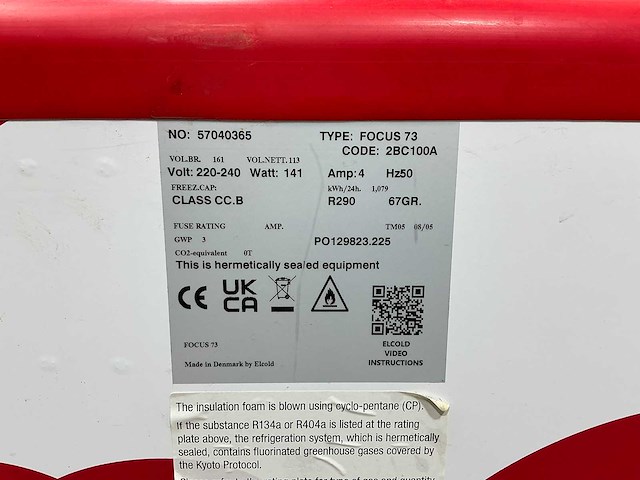 NO: 57040365 TYPE: FOCUS 73
CODE: 2BC100A
VOL.BR. 161 VOL.NETT. 113
Volt: 220-240 Watt: 141 Amp: 4 Hz50
FREEZ.CAP: kWh/24h. 1,079
CLASS CC.B R290 67GR.
FUSE RATING AMP. TM05 08/05
GWP 3 PO129823.225
CO2-equivalent 0T
This is hermetically sealed equipment
CE UK CA
ELCOLD
VIDEO
INSTRUCTIONS
FOCUS 73
Made in Denmark by Elcold
The insulation foam is blown using cyclo-pentane (CP).
If the substance R134a or R404a is listed at the rating
plate above, the refrigeration system, which is hermetically
sealed, contains fluorinated greenhouse gases covered by
the Kyoto Protocol.